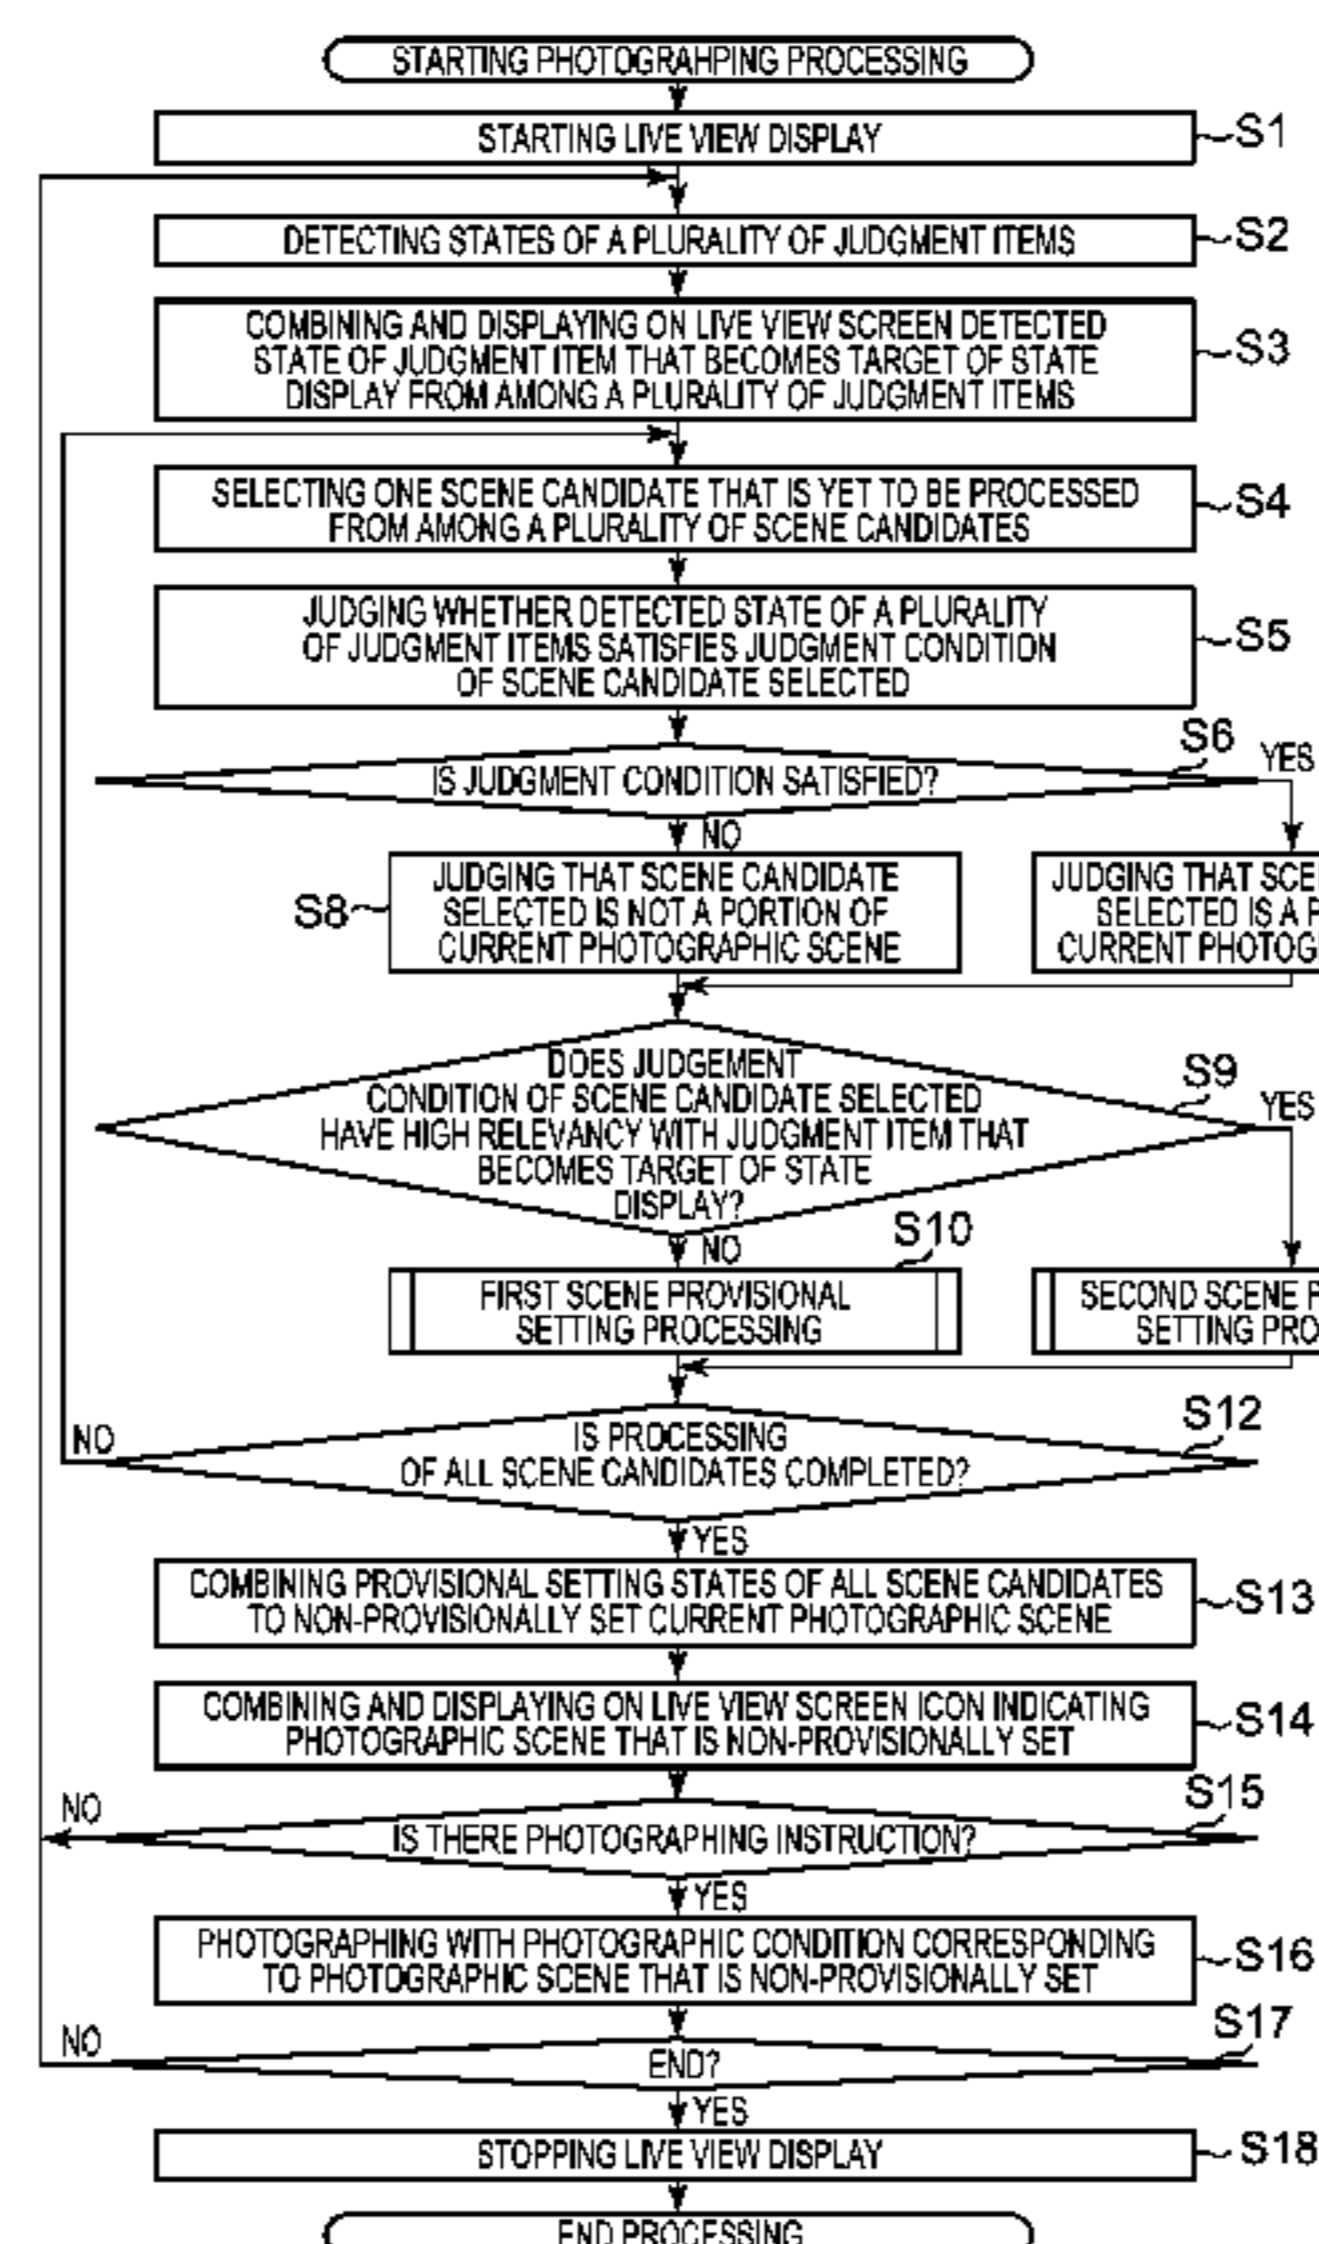 STARTING PHOTOGRAHPING PROCESSING
STARTING LIVE VIEW DISPLAY
S1
DETECTING STATES OF A PLURALITY OF JUDGMENT ITEMS
S2
COMBINING AND DISPLAYING ON LIVE VIEW SCREEN DETECTED
STATE OF JUDGMENT ITEM THAT BECOMES TARGET OF STATE
DISPLAY FROM AMONG A PLURALITY OF JUDGMENT ITEMS
S3
SELECTING ONE SCENE CANDIDATE THAT IS YET TO BE PROCESSED
FROM AMONG A PLURALITY OF SCENE CANDIDATES
S4
JUDGING WHETHER DETECTED STATE OF A PLURALITY
OF JUDGMENT ITEMS SATISFIES JUDGMENT CONDITION
OF SCENE CANDIDATE SELECTED
S5
S6
YES
IS JUDGMENT CONDITION SATISFIED?
NO
S8
JUDGING THAT SCENE CANDIDATE
SELECTED IS NOT A PORTION OF
CURRENT PHOTOGRAPHIC SCENE
JUDGING THAT
SELECTED IS A
CURRENT
DOES JUDGEMENT
CONDITION OF SCENE CANDIDATE SELECTED
HAVE HIGH RELEVANCY WITH JUDGMENT ITEM THAT
BECOMES TARGET OF STATE
DISPLAY?
S9
YES
NO
S10
FIRST SCENE PROVISIONAL
SETTING PROCESSING
SECOND SCENE
SETTING
S12
NO
IS PROCESSING
OF ALL SCENE CANDIDATES COMPLETED?
YES
COMBINING PROVISIONAL SETTING STATES OF ALL SCENE CANDIDATES
TO NON-PROVISIONALLY SET CURRENT PHOTOGRAPHIC SCENE
S13
COMBINING AND DISPLAYING ON LIVE VIEW SCREEN ICON INDICATING
PHOTOGRAPHIC SCENE THAT IS NON-PROVISIONALLY SET
S14
S15
NO
IS THERE PHOTOGRAPHING INSTRUCTION?
YES
PHOTOGRAPHING WITH PHOTOGRAPHIC CONDITION CORRESPONDING
TO PHOTOGRAPHIC SCENE THAT IS NON-PROVISIONALLY SET
S16
S17
NO
END?
YES
STOPPING LIVE VIEW DISPLAY
S18
END PROCESSING